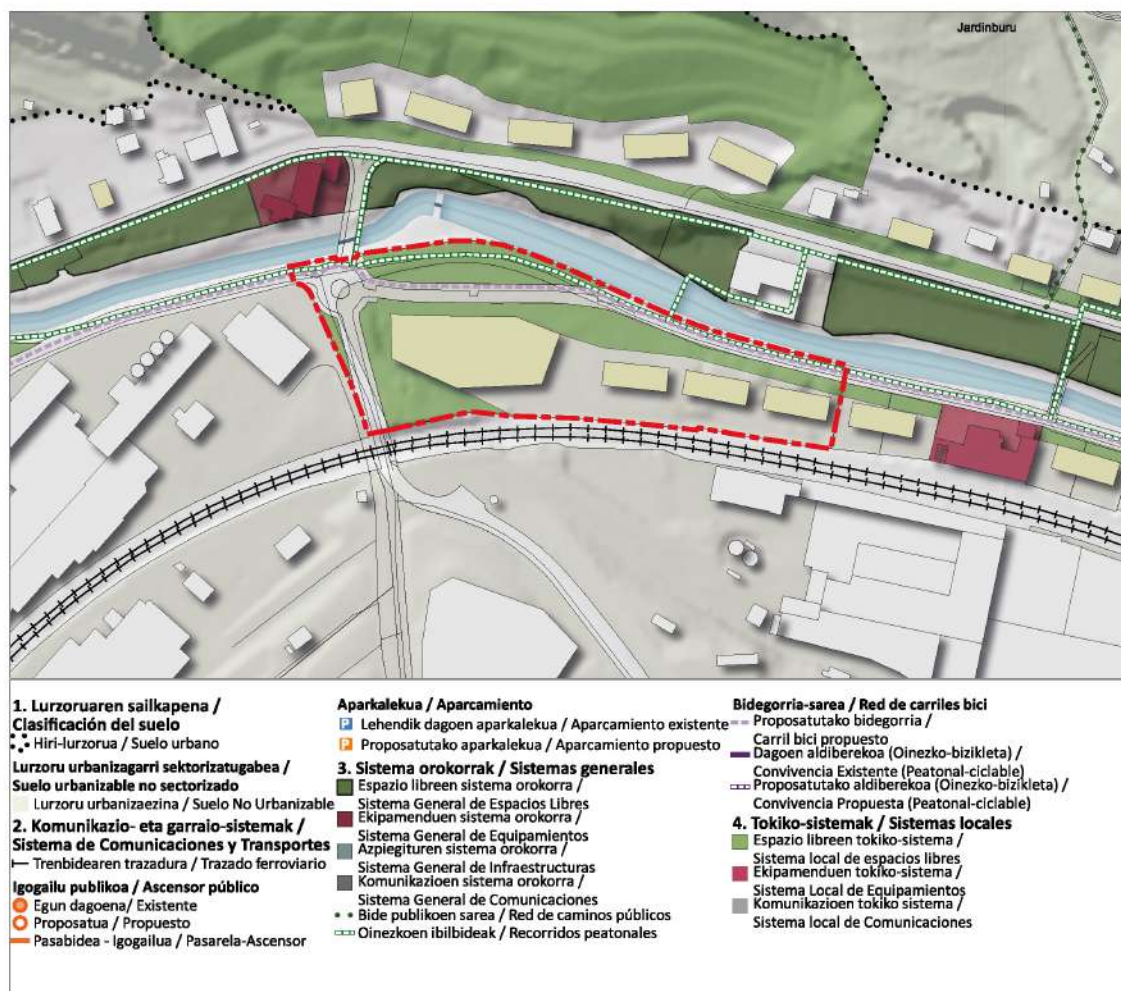 Jardinburu
1. Lurzoruaren sailkapena /
Clasificación del suelo
Hiri-lurzorua / Suelo urbano
Lurzoru urbanizagarri sektorizatugabea /
Suelo urbanizable no sectorizado
Lurzoru urbanizaezina / Suelo No Urbanizable
2. Komunikazio- eta garraio-sistemak /
Sistema de Comunicaciones y Transportes
Trenbidearen trazadura / Trazado ferroviario
Igogailu publikoa / Ascensor público
Egun dagoena/ Existente
Proposatua / Propuesto
Pasabidea - Igogailua / Pasarela-Ascensor
Aparkalekua / Aparcamiento
P Lehendik dagoen aparkalekua / Aparcamiento existente
P Proposatutako aparkalekua / Aparcamiento propuesto
3. Sistema orokorrak / Sistemas generales
Espazio libreen sistema orokorra /
Sistema General de Espacios Libres
Ekipamenduen sistema orokorra /
Sistema General de Equipamientos
Azpiegituren sistema orokorra /
Sistema General de Infraestructuras
Komunikazioen sistema orokorra /
Sistema General de Comunicaciones
Bide publikoen sarea / Red de caminos públicos
Oinezkoen ibilbideak / Recorridos peatonales
Bidegorria-sarea / Red de carriles bici
Proposatutako bidegorria /
Carril bici propuesto
Dagoen aldiberekoa (Oinezko-bizikleta) /
Convivencia Existente (Peatonal-ciclable)
Proposatutako aldiberekoa (Oinezko-bizikleta) /
Convivencia Propuesta (Peatonal-ciclable)
4. Tokiko-sistemak / Sistemas locales
Espazio libreen tokiko-sistema /
Sistema local de espacios libres
Ekipamenduen tokiko-sistema /
Sistema Local de Equipamientos
Komunikazioen tokiko sistema /
Sistema local de Comunicaciones